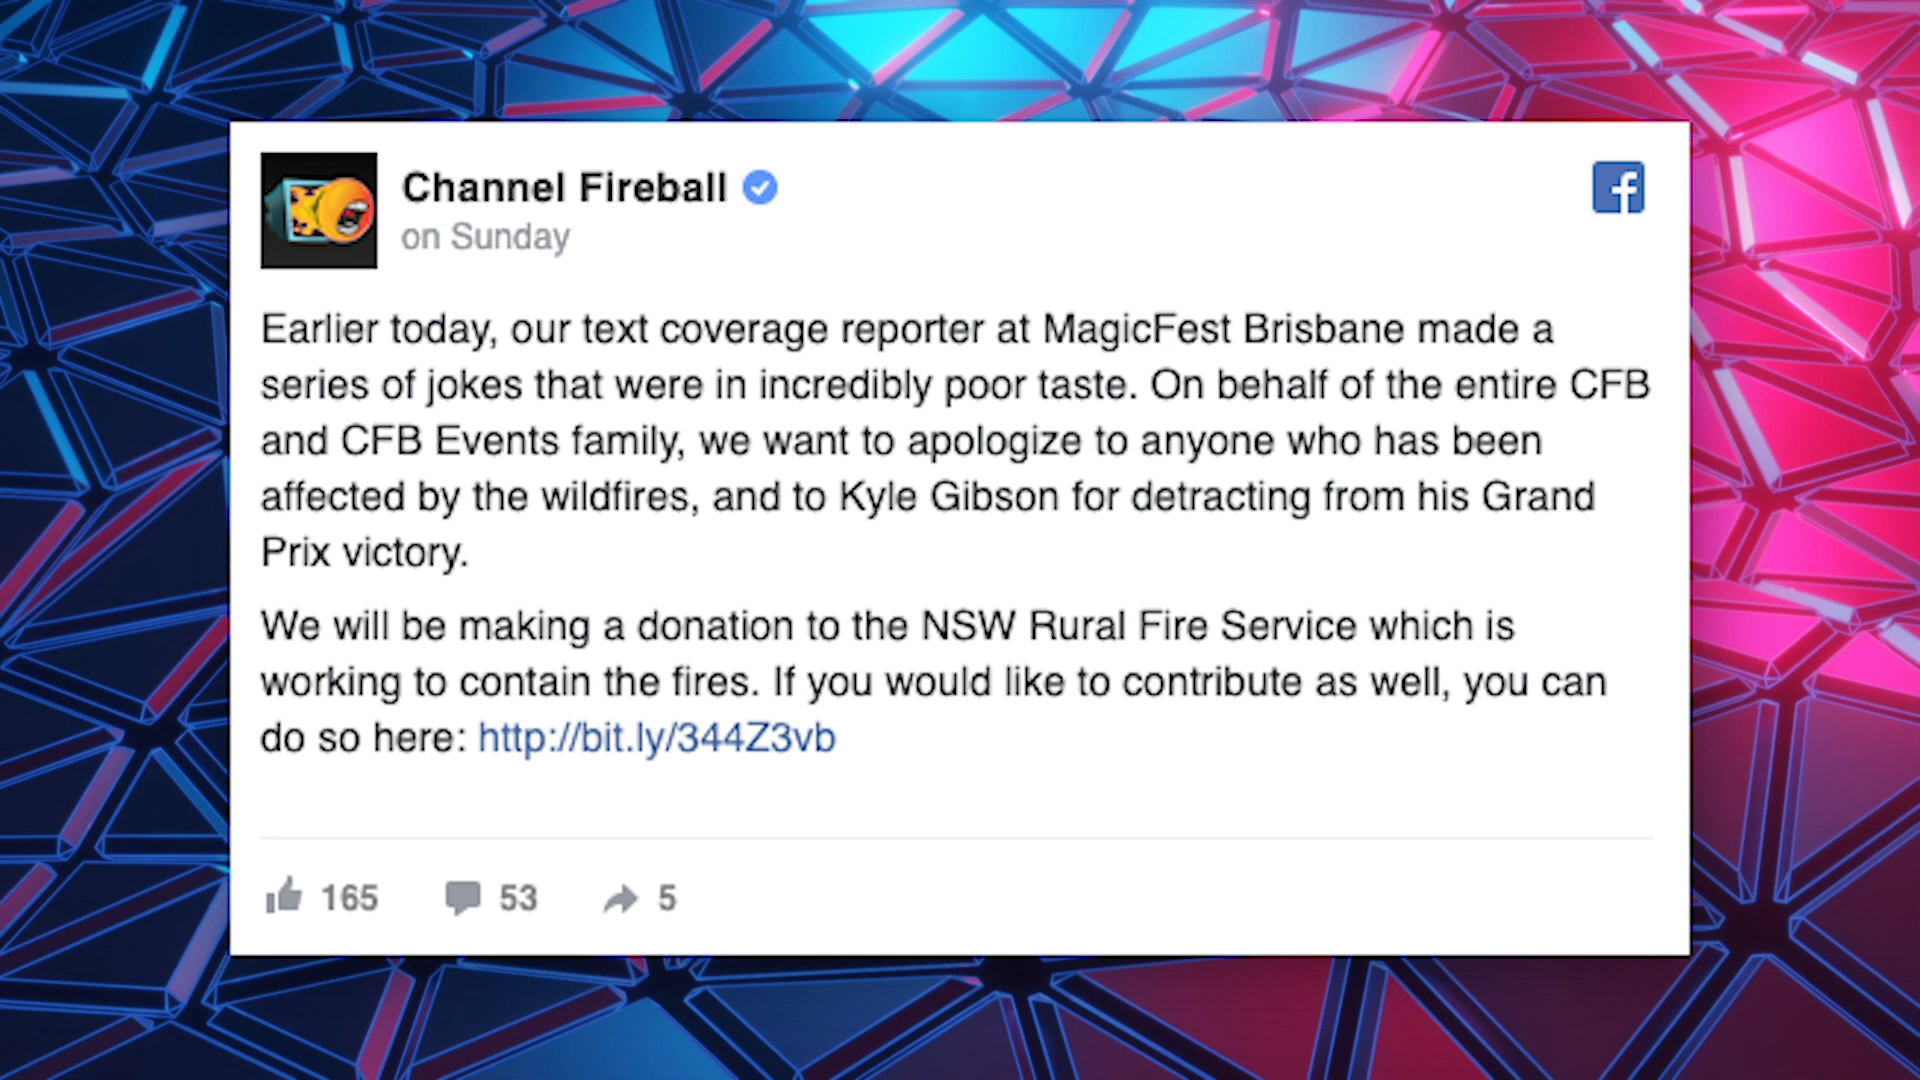 Channel Fireball
on Sunday
Earlier today, our text coverage reporter at MagicFest Brisbane made a
series of jokes that were in incredibly poor taste. On behalf of the entire CFB
and CFB Events family, we want to apologize to anyone who has been
affected by the wildfires, and to Kyle Gibson for detracting from his Grand
Prix victory.
We will be making a donation to the NSW Rural Fire Service which is
working to contain the fires. If you would like to contribute as well, you can
do so here: http://bit.ly/344Z3vb
165 53 5